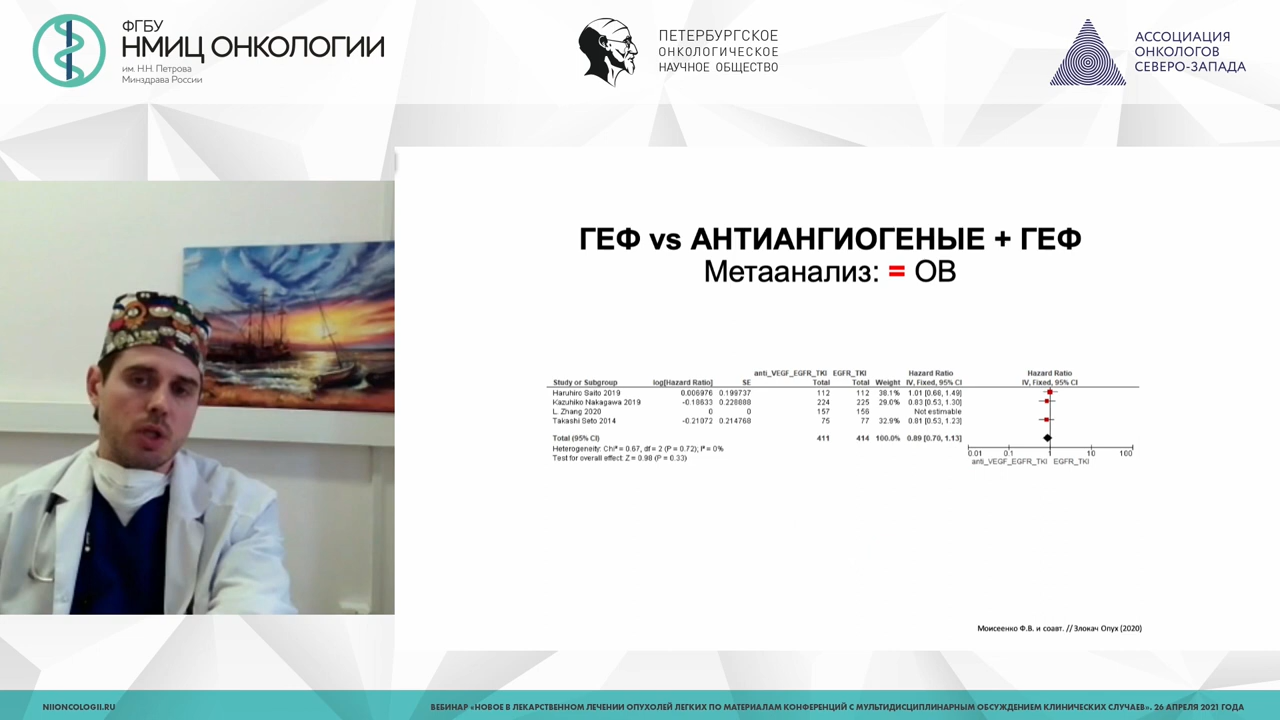 ФГБУ
НМИЦ ОНКОЛОГИИ
им. Н.Н. Петрова
Минздрава России
ПЕТЕРБУРГСКОЕ
ОНКОЛОГИЧЕСКОЕ
НАУЧНОЕ ОБЩЕСТВО
АССОЦИАЦИЯ
ОНКОЛОГОВ
СЕВЕРО-ЗАПАДА
ГЕФ vs АНТИАНГИОГЕНЫЕ + ГЕФ
Метаанализ: = ОВ
anti_VEGF_EGFR_TKI EGFR_TKI Hazard Ratio Hazard Ratio
Study or Subgroup log[Hazard Ratio] SE Total Total Weight IV, Fixed, 95% CI IV, Fixed, 95% CI
Haruhiro Saito 2019 0.006976 0.199737 112 112 38.1% 1.01 [0.68, 1.49]
Kazuhiko Nakagawa 2019 -0.18633 0.228888 224 225 29.0% 0.83 [0.53, 1.30]
L. Zhang 2020 0 0 157 156 Not estimable
Takashi Seto 2014 -0.21072 0.214768 75 77 32.9% 0.81 [0.53, 1.23]
Total (95% CI) 411 414 100.0% 0.89 [0.70, 1.13]
Heterogeneity: Chi² = 0.67, df = 2 (P = 0.72); I² = 0%
Test for overall effect: Z = 0.98 (P = 0.33)
0.01 0.1 1 10 100
anti_VEGF_EGFR_TKI EGFR_TKI
Моисеенко Ф.В. и соавт. // Злокач Опух (2020)
NIIONCOLOGII.RU
ВЕБИНАР «НОВОЕ В ЛЕКАРСТВЕННОМ ЛЕЧЕНИИ ОПУХОЛЕЙ ЛЕГКИХ ПО МАТЕРИАЛАМ КОНФЕРЕНЦИЙ С МУЛЬТИДИСЦИПЛИНАРНЫМ ОБСУЖДЕНИЕМ КЛИНИЧЕСКИХ СЛУЧАЕВ». 26 АПРЕЛЯ 2021 ГОДА